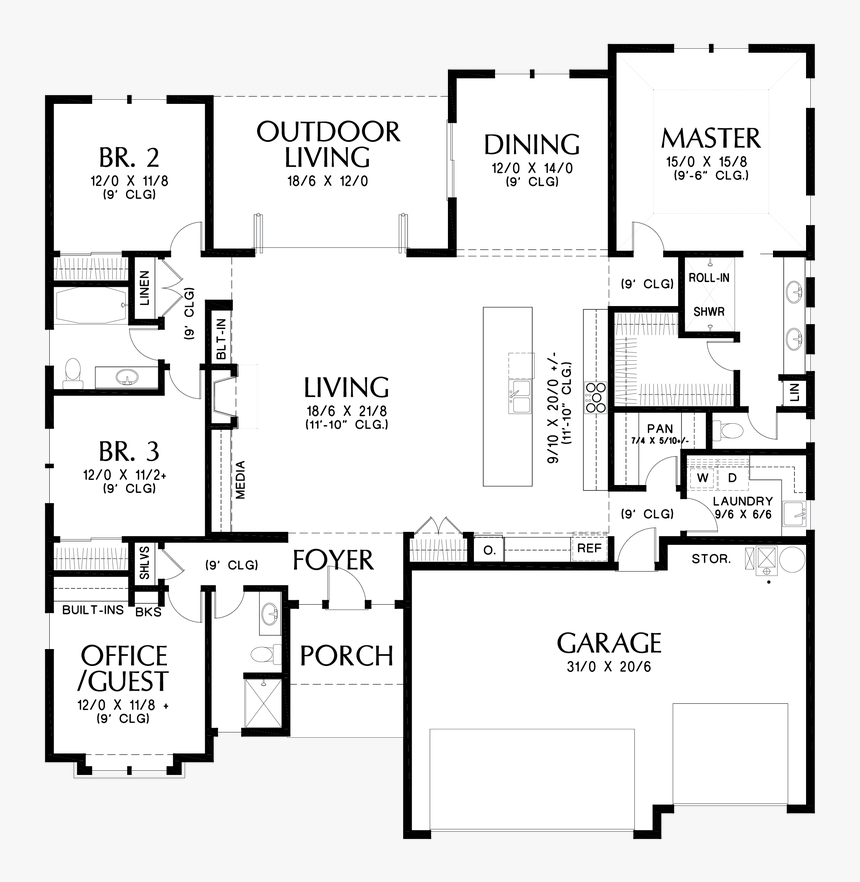 OUTDOOR
LIVING
18/6 X 12/0
DINING
12/0 X 14/0
(9' CLG)
MASTER
15/0 X 15/8
(9'-6" CLG.)
BR. 2
12/0 X 11/8
(9' CLG)
LINEN
(9' CLG)
BLT-IN
(9' CLG)
ROLL-IN
SHWR
LIVING
18/6 X 21/8
(11'-10" CLG.)
9/10 X 20/0 +/-
(11'-10" CLG.)
LIN
BR. 3
12/0 X 11/2+
(9' CLG)
MEDIA
PAN
7/4 X 5/10+/-
W
D
LAUNDRY
9/6 X 6/6
(9' CLG)
SHLVS
(9' CLG)
FOYER
O.
REF
STOR.
BUILT-INS
BKS
OFFICE
/GUEST
12/0 X 11/8 +
(9' CLG)
PORCH
GARAGE
31/0 X 20/6